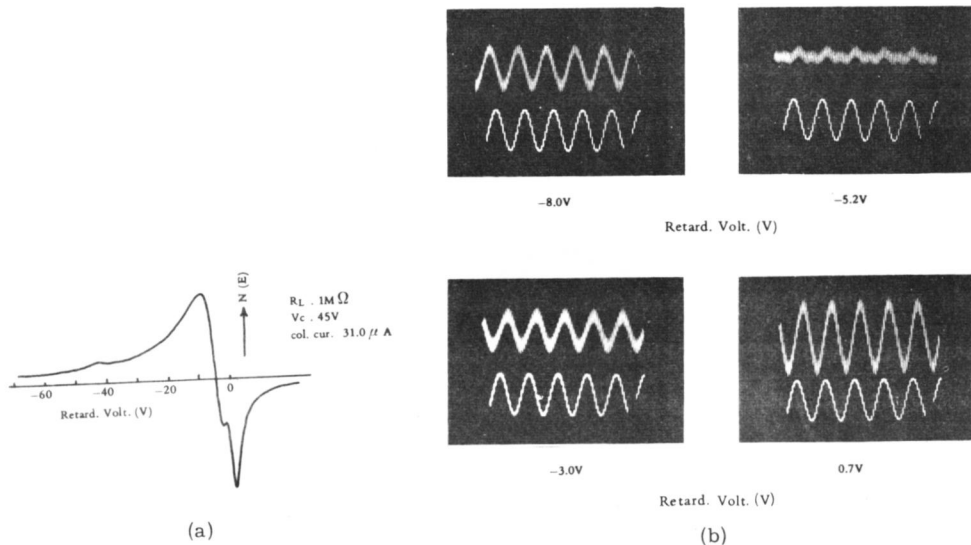 -8.0V
-5.2V
Retard. Volt. (V)
N (E)
RL . 1M Ω
Vc . 45V
col. cur. 31.0 μ A
-60
-40
-20
0
Retard. Volt. (V)
-3.0V
0.7V
Retard. Volt. (V)
(a)
(b)